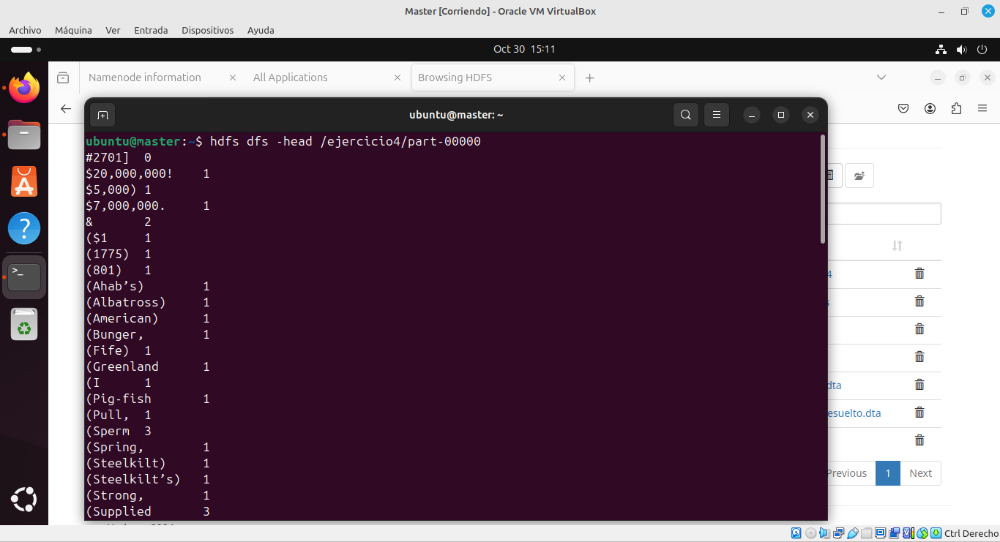 Master [Corriendo] - Oracle VM VirtualBox
Archivo Máquina Ver Entrada Dispositivos Ayuda
Oct 30 15:11
Namenode information
All Applications
Browsing HDFS
ubuntu@master: ~
ubuntu@master:~$ hdfs dfs -head /ejercicio4/part-00000
#2701] 0
$20,000,000! 1
$5,000) 1
$7,000,000. 1
& 2
($1 1
(1775) 1
(801) 1
(Ahab’s) 1
(Albatross) 1
(American) 1
(Bunger, 1
(Fife) 1
(Greenland 1
(I 1
(Pig-fish 1
(Pull, 1
(Sperm 3
(Spring, 1
(Steelkilt) 1
(Steelkilt’s) 1
(Strong, 1
(Supplied 3
4
dta
esuelto.dta
Previous 1 Next
Ctrl Derecho